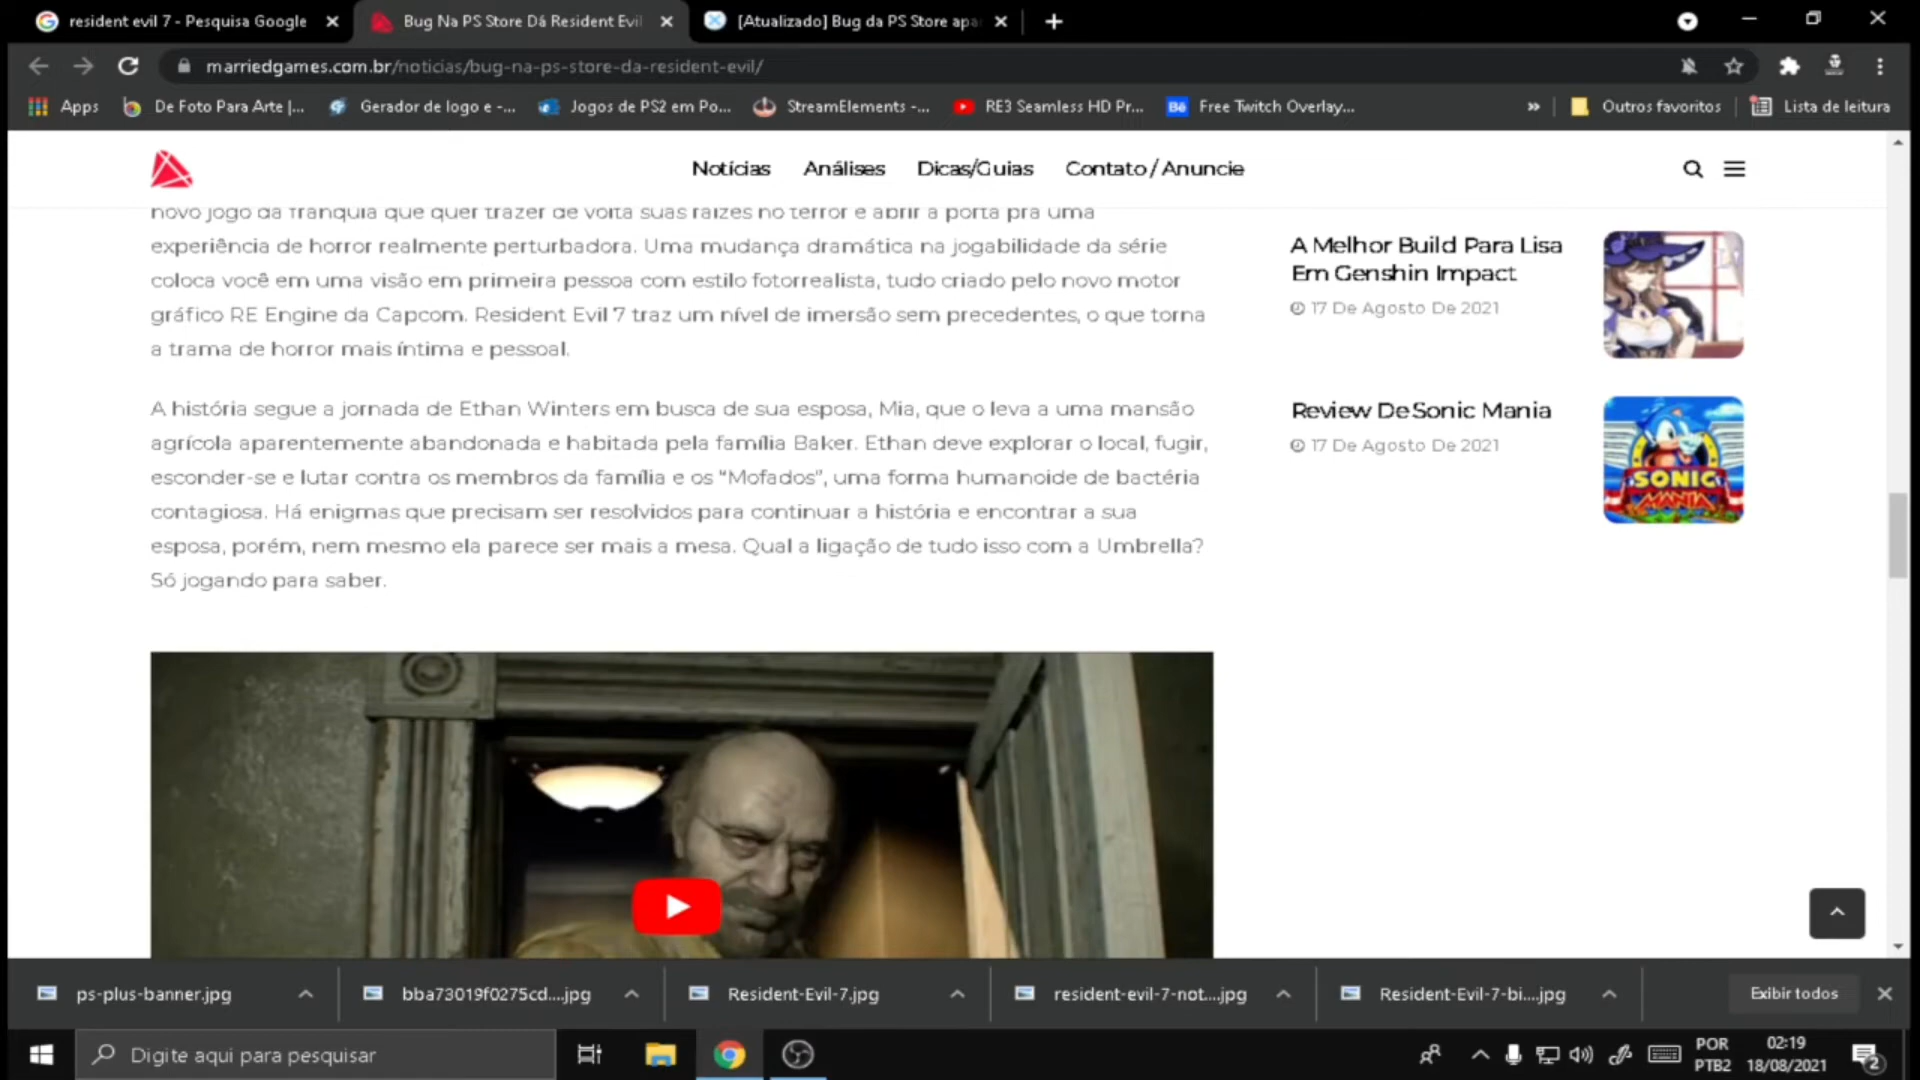 resident evil 7 - Pesquisa Google
Bug Na PS Store Dá Resident Evil
[Atualizado] Bug da PS Store apa
marriedgames.com.br/noticias/bug-na-ps-store-da-resident-evil/
Apps
De Foto Para Arte |...
Gerador de logo e -...
Jogos de PS2 em Po...
StreamElements -...
RE3 Seamless HD Pr...
Bē Free Twitch Overlay...
»
Outros favoritos
Lista de leitura
Notícias
Análises
Dicas/Guias
Contato / Anuncie
novo jogo da franquia que quer trazer de volta suas raízes no terror e abrir a porta pra uma
experiência de horror realmente perturbadora. Uma mudança dramática na jogabilidade da série
coloca você em uma visão em primeira pessoa com estilo fotorrealista, tudo criado pelo novo motor
gráfico RE Engine da Capcom. Resident Evil 7 traz um nível de imersão sem precedentes, o que torna
a trama de horror mais íntima e pessoal.
A história segue a jornada de Ethan Winters em busca de sua esposa, Mia, que o leva a uma mansão
agrícola aparentemente abandonada e habitada pela família Baker. Ethan deve explorar o local, fugir,
esconder-se e lutar contra os membros da família e os “Mofados”, uma forma humanoide de bactéria
contagiosa. Há enigmas que precisam ser resolvidos para continuar a história e encontrar a sua
esposa, porém, nem mesmo ela parece ser mais a mesa. Qual a ligação de tudo isso com a Umbrella?
Só jogando para saber.
A Melhor Build Para Lisa
Em Genshin Impact
17 De Agosto De 2021
Review De Sonic Mania
17 De Agosto De 2021
SONIC
MANIA
ps-plus-banner.jpg
bba73019f0275cd....jpg
Resident-Evil-7.jpg
resident-evil-7-not....jpg
Resident-Evil-7-bi....jpg
Exibir todos
Digite aqui para pesquisar
POR
PTB2
02:19
18/08/2021
2